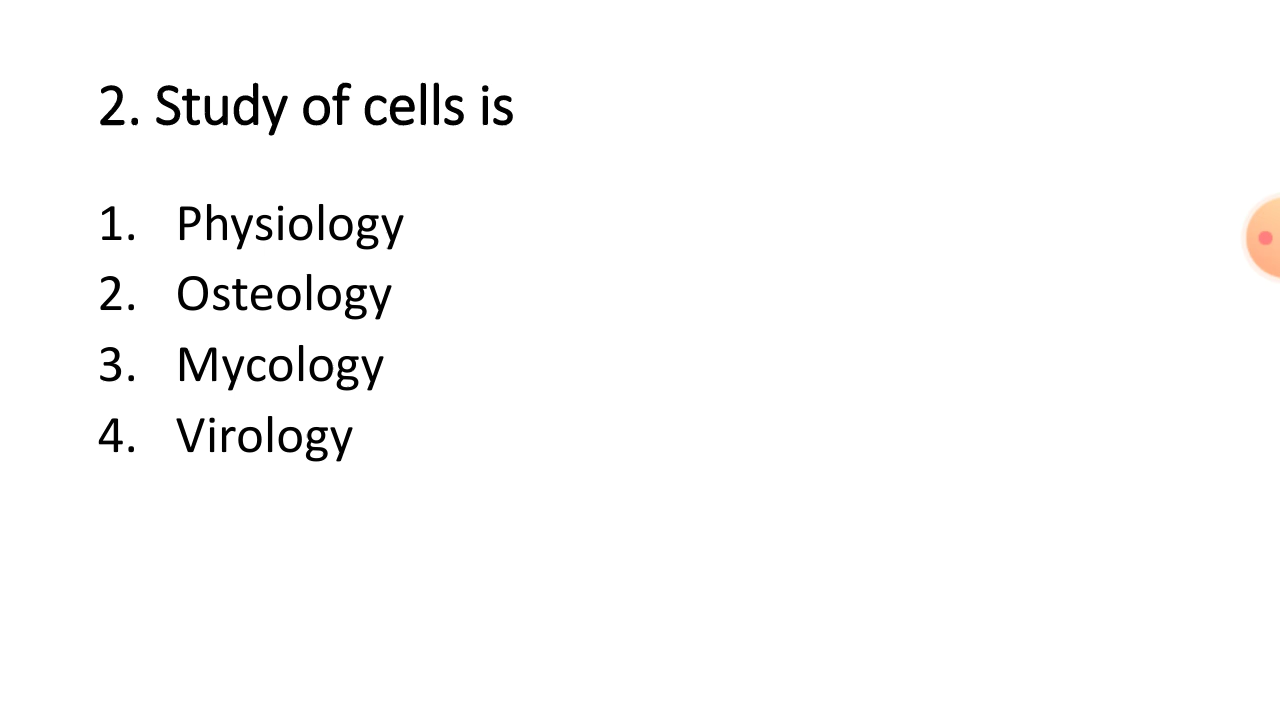 2. Study of cells is
1. Physiology
2. Osteology
3. Mycology
4. Virology